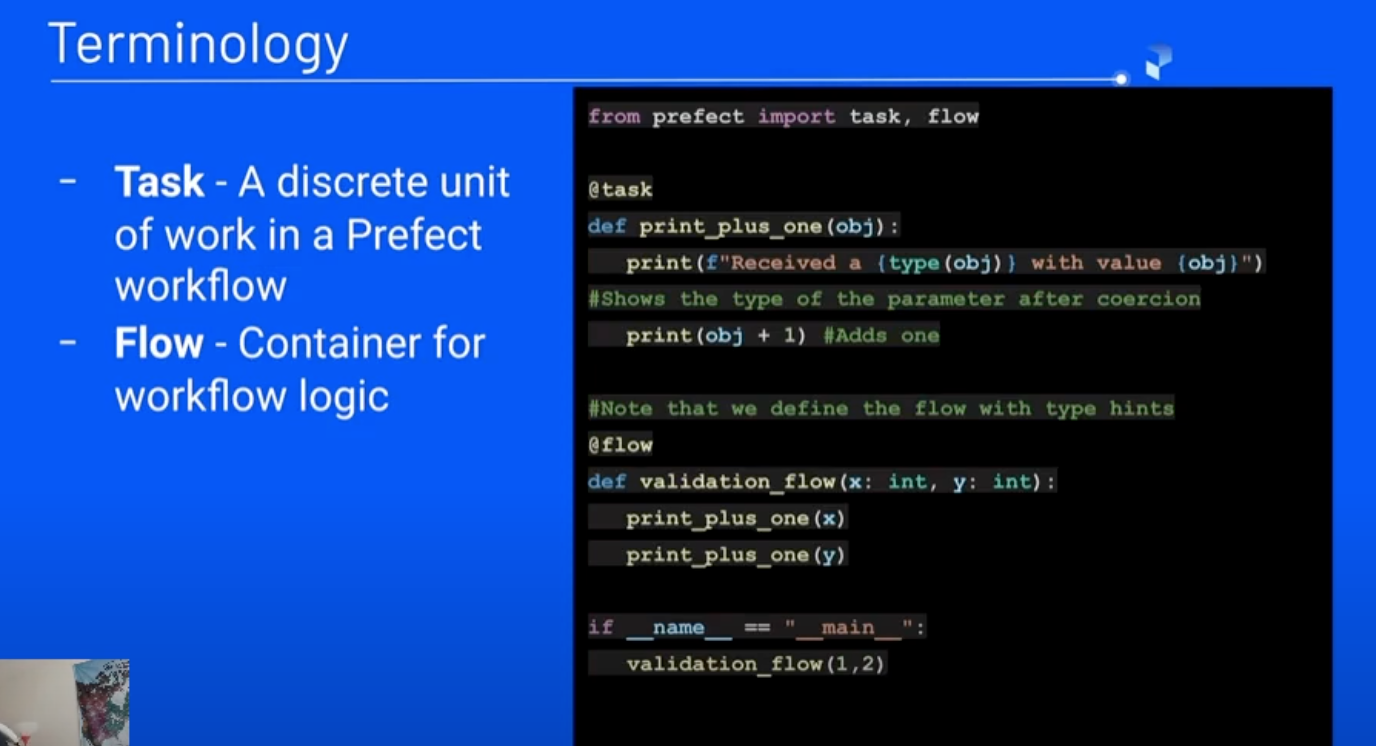 Terminology
- Task - A discrete unit
of work in a Prefect
workflow
- Flow - Container for
workflow logic
from prefect import task, flow
@task
def print_plus_one(obj):
print(f"Received a {type(obj)} with value {obj}")
#Shows the type of the parameter after coercion
print(obj + 1) #Adds one
#Note that we define the flow with type hints
@flow
def validation_flow(x: int, y: int):
print_plus_one(x)
print_plus_one(y)
if __name__ == "__main__":
validation_flow(1,2)